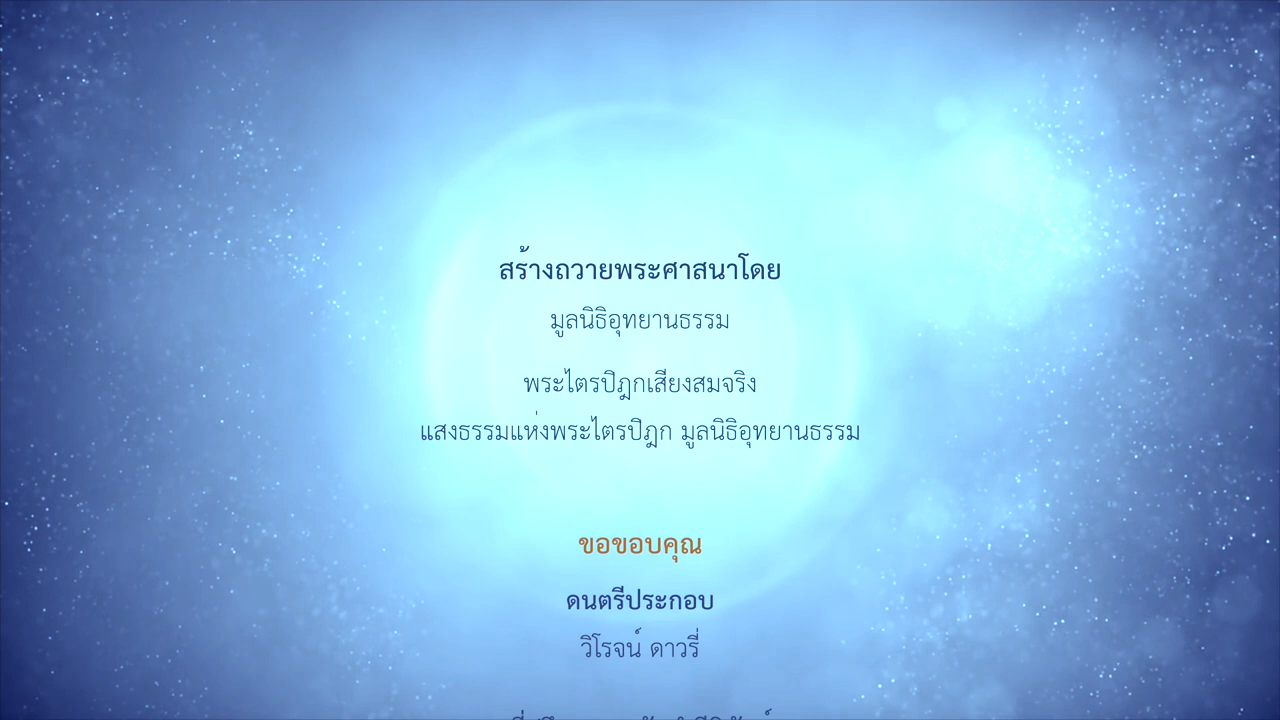 สร้างถวายพระศาสนาโดย
มูลนิธิอุทยานธรรม
พระไตรปิฎกเสียงสมจริง
แสงธรรมแห่งพระไตรปิฎก มูลนิธิอุทยานธรรม
ขอขอบคุณ
ดนตรีประกอบ
วิโรจน์ ดาวรี่